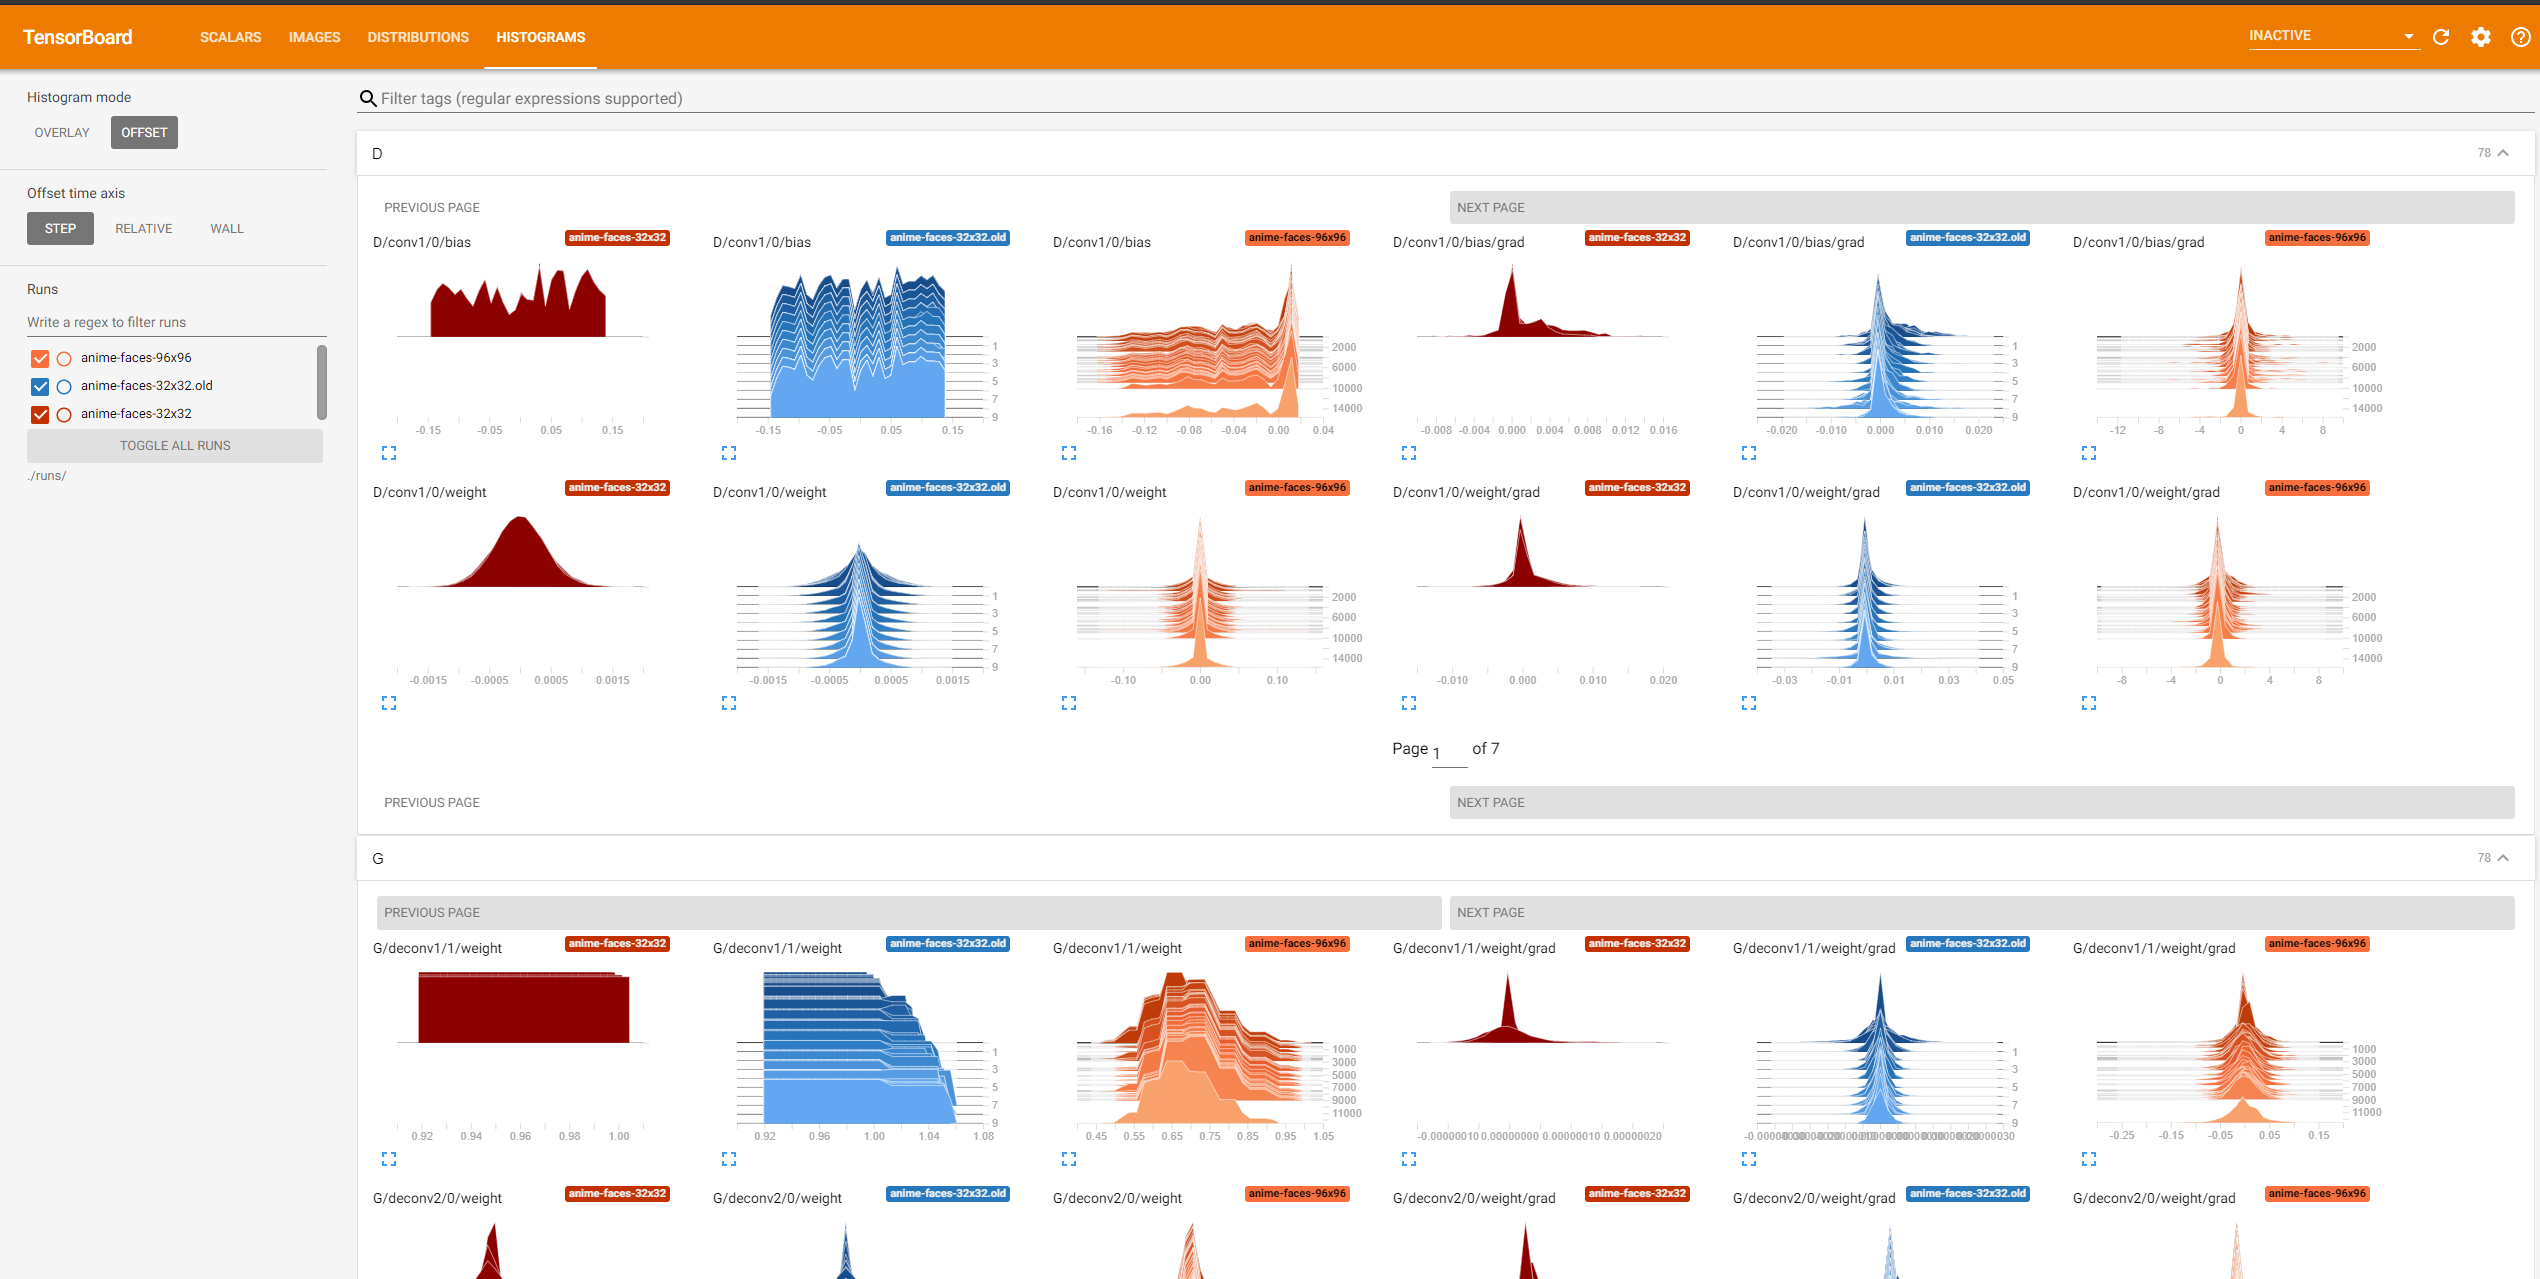 TensorBoard SCALARS IMAGES DISTRIBUTIONS HISTOGRAMS INACTIVE
Histogram mode
OVERLAY OFFSET
Offset time axis
STEP RELATIVE WALL
Runs
Write a regex to filter runs
anime-faces-96x96
anime-faces-32x32.old
anime-faces-32x32
TOGGLE ALL RUNS
./runs/
Filter tags (regular expressions supported)
D 78
PREVIOUS PAGE NEXT PAGE
D/conv1/0/bias anime-faces-32x32
-0.15 -0.05 0.05 0.15
D/conv1/0/bias anime-faces-32x32.old
1
3
5
7
9
-0.15 -0.05 0.05 0.15
D/conv1/0/bias anime-faces-96x96
2000
6000
10000
14000
-0.16 -0.12 -0.08 -0.04 0.00 0.04
D/conv1/0/bias/grad anime-faces-32x32
-0.008 -0.004 0.000 0.004 0.008 0.012 0.016
D/conv1/0/bias/grad anime-faces-32x32.old
1
3
5
7
9
-0.020 -0.010 0.000 0.010 0.020
D/conv1/0/bias/grad anime-faces-96x96
2000
6000
10000
14000
-12 -8 -4 0 4 8
D/conv1/0/weight anime-faces-32x32
-0.0015 -0.0005 0.0005 0.0015
D/conv1/0/weight anime-faces-32x32.old
1
3
5
7
9
-0.0015 -0.0005 0.0005 0.0015
D/conv1/0/weight anime-faces-96x96
2000
6000
10000
14000
-0.10 0.00 0.10
D/conv1/0/weight/grad anime-faces-32x32
-0.010 0.000 0.010 0.020
D/conv1/0/weight/grad anime-faces-32x32.old
1
3
5
7
9
-0.03 -0.01 0.01 0.03 0.05
D/conv1/0/weight/grad anime-faces-96x96
2000
6000
10000
14000
-8 -4 0 4 8
Page 1 of 7
PREVIOUS PAGE NEXT PAGE
G 78
PREVIOUS PAGE NEXT PAGE
G/deconv1/1/weight anime-faces-32x32
0.92 0.94 0.96 0.98 1.00
G/deconv1/1/weight anime-faces-32x32.old
1
3
5
7
9
0.92 0.96 1.00 1.04 1.08
G/deconv1/1/weight anime-faces-96x96
1000
3000
5000
7000
9000
11000
0.45 0.55 0.65 0.75 0.85 0.95 1.05
G/deconv1/1/weight/grad anime-faces-32x32
-0.00000010 0.00000000 0.00000010 0.00000020
G/deconv1/1/weight/grad anime-faces-32x32.old
1
3
5
7
9
G/deconv1/1/weight/grad anime-faces-96x96
1000
3000
5000
7000
9000
11000
-0.25 -0.15 -0.05 0.05 0.15
G/deconv2/0/weight anime-faces-32x32
G/deconv2/0/weight anime-faces-32x32.old
G/deconv2/0/weight anime-faces-96x96
G/deconv2/0/weight/grad anime-faces-32x32
G/deconv2/0/weight/grad anime-faces-32x32.old
G/deconv2/0/weight/grad anime-faces-96x96